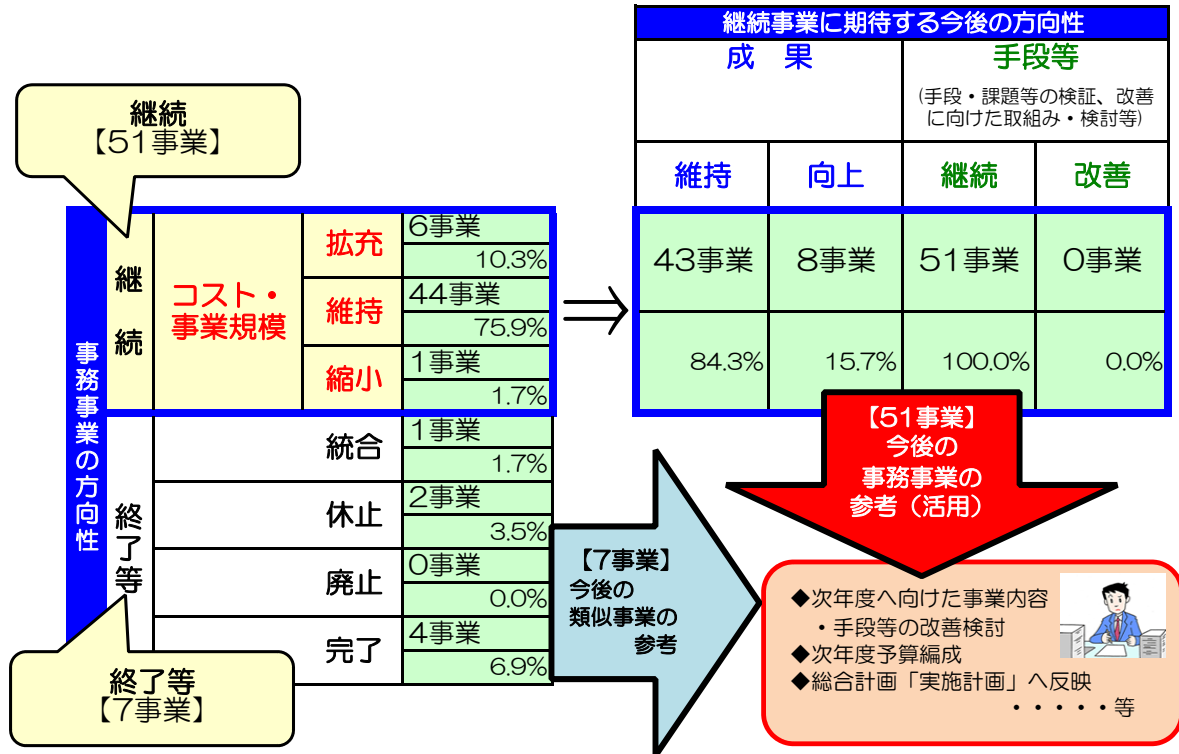 継続事業に期待する今後の方向性
成　果
手段等
(手段・課題等の検証、改善
に向けた取組み・検討等)
維持
向上
継続
改善
43事業
8事業
51事業
0事業
84.3%
15.7%
100.0%
0.0%
継続
【51事業】
事務事業の方向性
継続
コスト・
事業規模
拡充
6事業
10.3%
維持
44事業
75.9%
縮小
1事業
1.7%
終了等
統合
1事業
1.7%
休止
2事業
3.5%
廃止
0事業
0.0%
完了
4事業
6.9%
終了等
【7事業】
【7事業】
今後の
類似事業の
参考
【51事業】
今後の
事務事業の
参考（活用）
◆次年度へ向けた事業内容
・手段等の改善検討
◆次年度予算編成
◆総合計画「実施計画」へ反映
・・・・・等